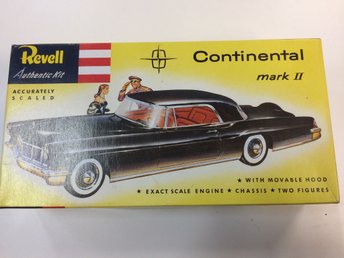 Revell
Authentic Kit
ACCURATELY
SCALED
Continental
mark II
★ WITH MOVABLE HOOD
★ EXACT SCALE ENGINE ★ CHASSIS ★ TWO FIGURES